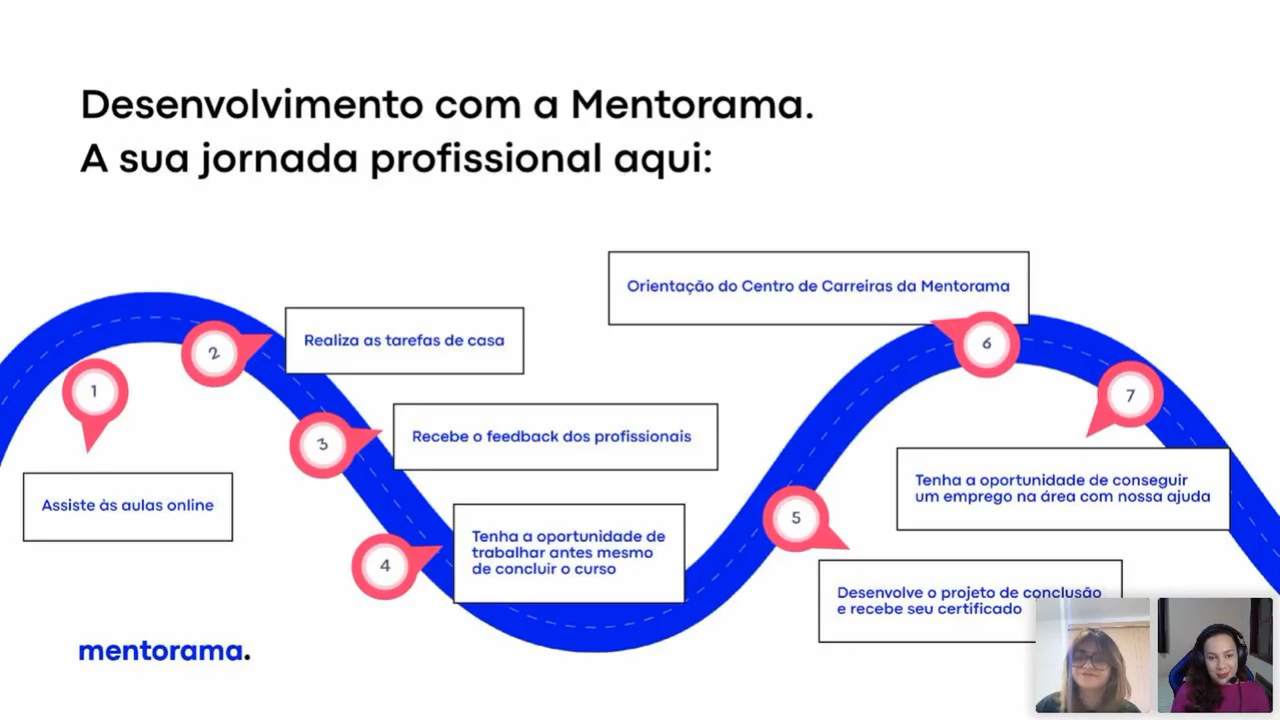 Desenvolvimento com a Mentorama.
A sua jornada profissional aqui:
1
Assiste às aulas online
2
Realiza as tarefas de casa
3
Recebe o feedback dos profissionais
4
Tenha a oportunidade de
trabalhar antes mesmo
de concluir o curso
5
Desenvolve o projeto de conclusão
e recebe seu certificado
6
Orientação do Centro de Carreiras da Mentorama
7
Tenha a oportunidade de conseguir
um emprego na área com nossa ajuda
mentorama.